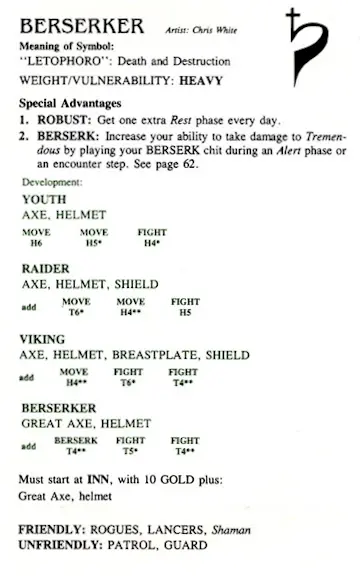 BERSERKER Artist: Chris White
Meaning of Symbol:
"LETOPHORO": Death and Destruction
WEIGHT/VULNERABILITY: HEAVY
Special Advantages
1. ROBUST: Get one extra Rest phase every day.
2. BERSERK: Increase your ability to take damage to Tremen-
dous by playing your BERSERK chit during an Alert phase or
an encounter step. See page 62.
Development:
YOUTH
AXE, HELMET
MOVE MOVE FIGHT
H6 H5* H4*
RAIDER
AXE, HELMET, SHIELD
MOVE MOVE FIGHT
add T6* H4** H5
VIKING
AXE, HELMET, BREASTPLATE, SHIELD
MOVE FIGHT FIGHT
add H4** T6* T4**
BERSERKER
GREAT AXE, HELMET
BERSERK FIGHT FIGHT
add T4** T5* T4**
Must start at INN, with 10 GOLD plus:
Great Axe, helmet
FRIENDLY: ROGUES, LANCERS, Shaman
UNFRIENDLY: PATROL, GUARD